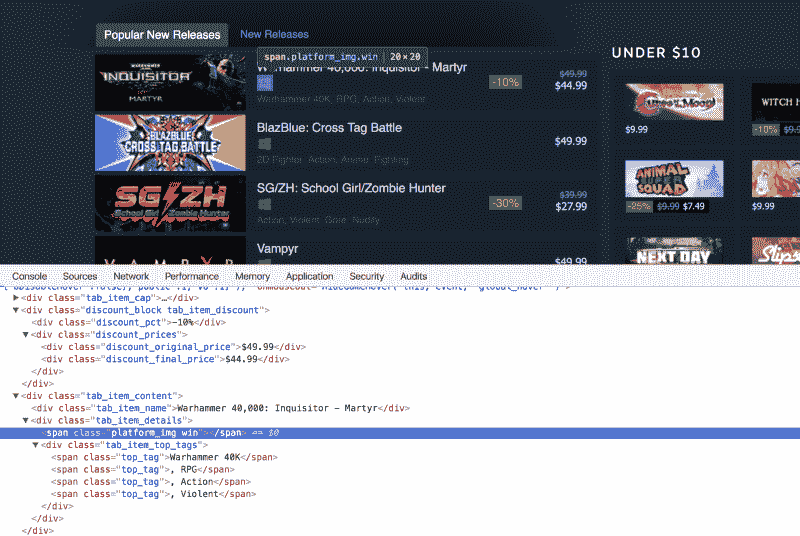 Popular New Releases
New Releases
span.platform_img.win | 20×20
WARHAMMER
INQUISITOR
MARTYR
Warhammer 40,000: Inquisitor - Martyr
Warhammer 40K, RPG, Action, Violent
-10%
$49.99
$44.99
BLAZBLUE
CROSS TAG BATTLE
BlazBlue: Cross Tag Battle
2D Fighter, Action, Anime, Fighting
$49.99
SG/ZH
School Girl/Zombie Hunter
SG/ZH: School Girl/Zombie Hunter
Action, Violent, Gore, Nudity
-30%
$39.99
$27.99
VAMPYR
Vampyr
$49.99
UNDER $10
$9.99
WITCH
-10%
ANIMAL
SUPER
SQUAD
-25% $9.99 $7.49
$9.99
NEXT DAY
Console Sources Network Performance Memory Application Security Audits
▶<div class="tab_item_cap">…</div>
▼<div class="discount_block tab_item_discount">
<div class="discount_pct">-10%</div>
▼<div class="discount_prices">
<div class="discount_original_price">$49.99</div>
<div class="discount_final_price">$44.99</div>
</div>
</div>
▼<div class="tab_item_content">
<div class="tab_item_name">Warhammer 40,000: Inquisitor - Martyr</div>
▼<div class="tab_item_details">
<span class="platform_img win"></span> == $0
▼<div class="tab_item_top_tags">
<span class="top_tag">Warhammer 40K</span>
<span class="top_tag">, RPG</span>
<span class="top_tag">, Action</span>
<span class="top_tag">, Violent</span>
</div>
</div>
</div>